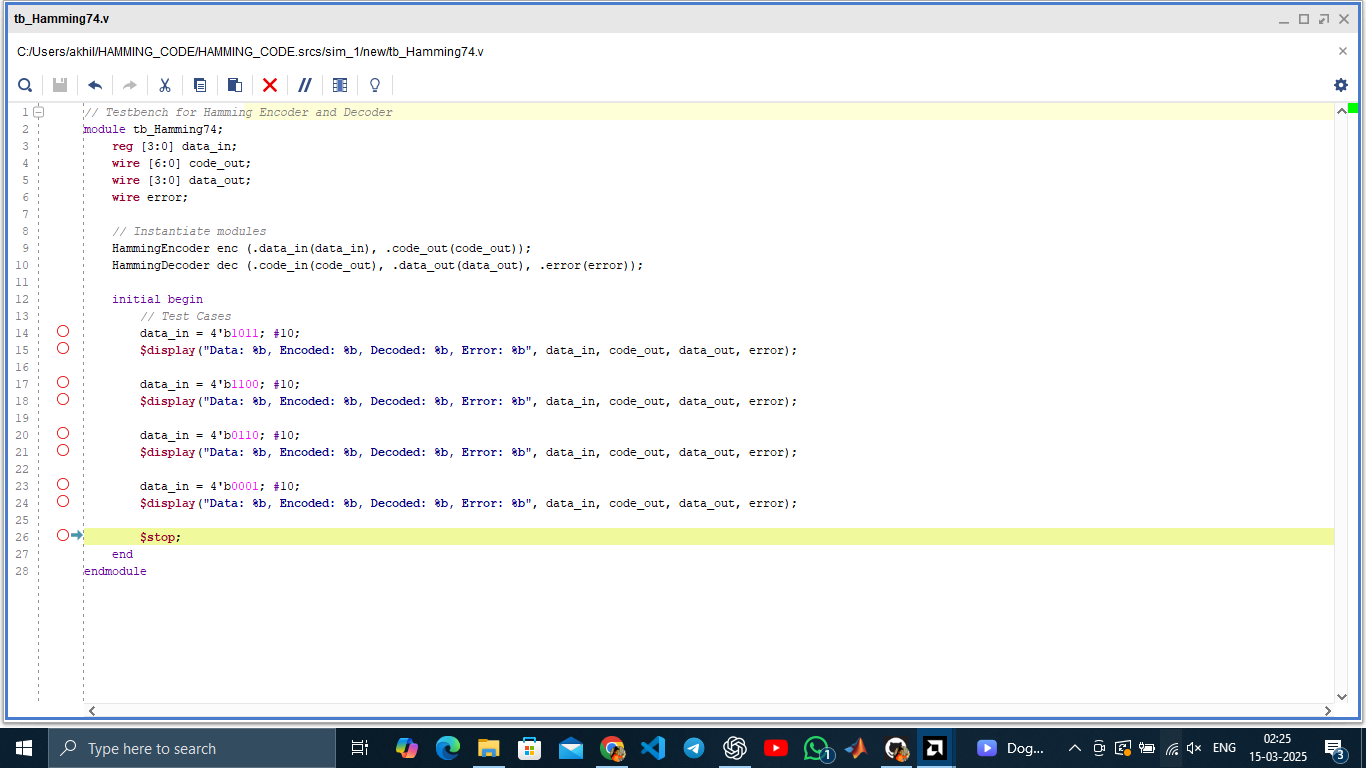 tb_Hamming74.v
C:/Users/akhil/HAMMING_CODE/HAMMING_CODE.srcs/sim_1/new/tb_Hamming74.v
1 // Testbench for Hamming Encoder and Decoder
2 module tb_Hamming74;
3     reg [3:0] data_in;
4     wire [6:0] code_out;
5     wire [3:0] data_out;
6     wire error;
7
8     // Instantiate modules
9     HammingEncoder enc (.data_in(data_in), .code_out(code_out));
10     HammingDecoder dec (.code_in(code_out), .data_out(data_out), .error(error));
11
12     initial begin
13         // Test Cases
14         data_in = 4'b1011; #10;
15         $display("Data: %b, Encoded: %b, Decoded: %b, Error: %b", data_in, code_out, data_out, error);
16
17         data_in = 4'b1100; #10;
18         $display("Data: %b, Encoded: %b, Decoded: %b, Error: %b", data_in, code_out, data_out, error);
19
20         data_in = 4'b0110; #10;
21         $display("Data: %b, Encoded: %b, Decoded: %b, Error: %b", data_in, code_out, data_out, error);
22
23         data_in = 4'b0001; #10;
24         $display("Data: %b, Encoded: %b, Decoded: %b, Error: %b", data_in, code_out, data_out, error);
25
26         $stop;
27     end
28 endmodule
Type here to search
1
Dog...
ENG
02:25
15-03-2025
3